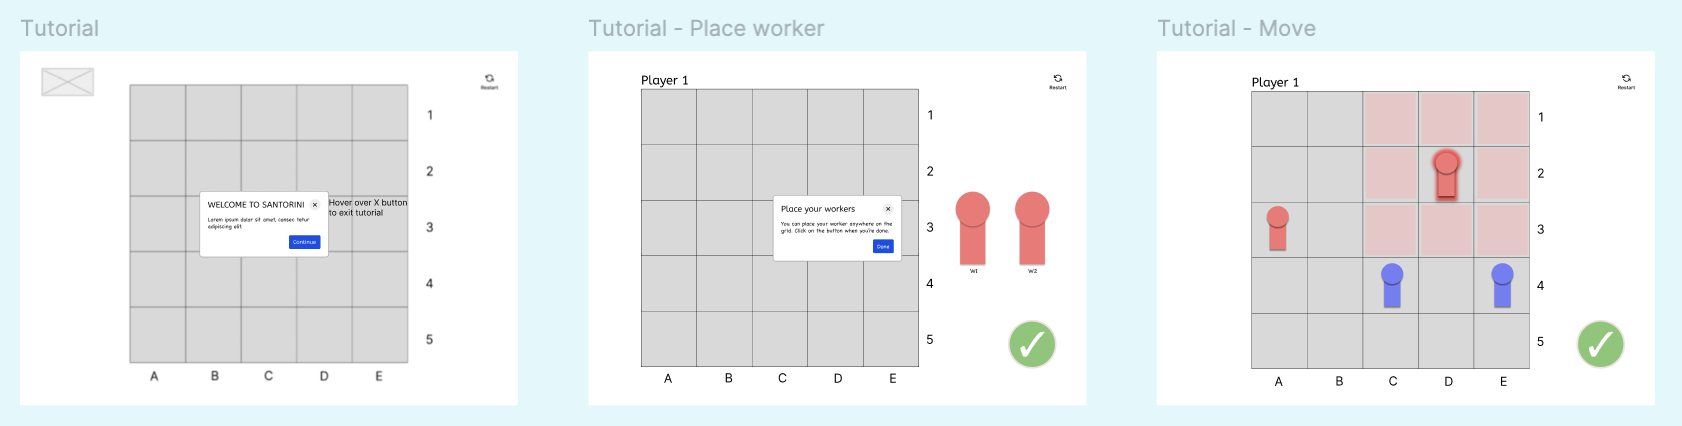 Tutorial
Restart
1
2
WELCOME TO SANTORINI
Lorem ipsum dolor sit amet, consec tetur
adipiscing elit
Continue
Hover over X button
to exit tutorial
3
4
5
A B C D E
Tutorial - Place worker
Player 1
Restart
1
2
Place your workers
You can place your worker anywhere on the
grid. Click on the button when you're done.
Done
3
W1 W2
4
5
A B C D E
Tutorial - Move
Player 1
Restart
1
2
3
4
5
A B C D E